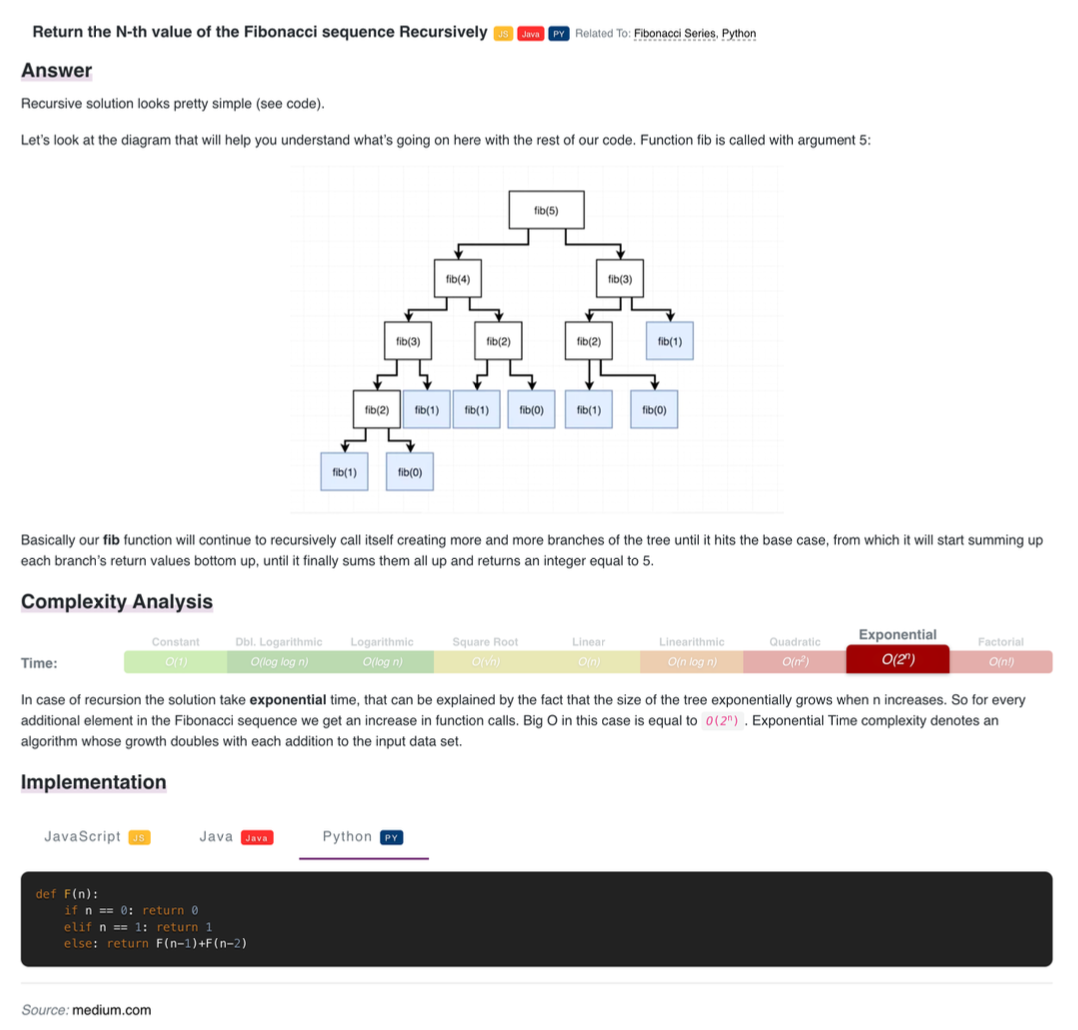 Return the N-th value of the Fibonacci sequence Recursively JS Java PY Related To: Fibonacci Series, Python
Answer
Recursive solution looks pretty simple (see code).
Let's look at the diagram that will help you understand what's going on here with the rest of our code. Function fib is called with argument 5:
fib(5)
fib(4) fib(3)
fib(3) fib(2) fib(2) fib(1)
fib(2) fib(1) fib(1) fib(0) fib(1) fib(0)
fib(1) fib(0)
Basically our fib function will continue to recursively call itself creating more and more branches of the tree until it hits the base case, from which it will start summing up
each branch's return values bottom up, until it finally sums them all up and returns an integer equal to 5.
Complexity Analysis
Constant Dbl. Logarithmic Logarithmic Square Root Linear Linearithmic Quadratic Exponential Factorial
Time: O(1) O(log log n) O(log n) O(√n) O(n) O(n log n) O(n²) O(2ⁿ) O(n!)
In case of recursion the solution take exponential time, that can be explained by the fact that the size of the tree exponentially grows when n increases. So for every
additional element in the Fibonacci sequence we get an increase in function calls. Big O in this case is equal to O(2ⁿ) . Exponential Time complexity denotes an
algorithm whose growth doubles with each addition to the input data set.
Implementation
JavaScript JS Java Java Python PY
def F(n):
    if n == 0: return 0
    elif n == 1: return 1
    else: return F(n-1)+F(n-2)
Source: medium.com